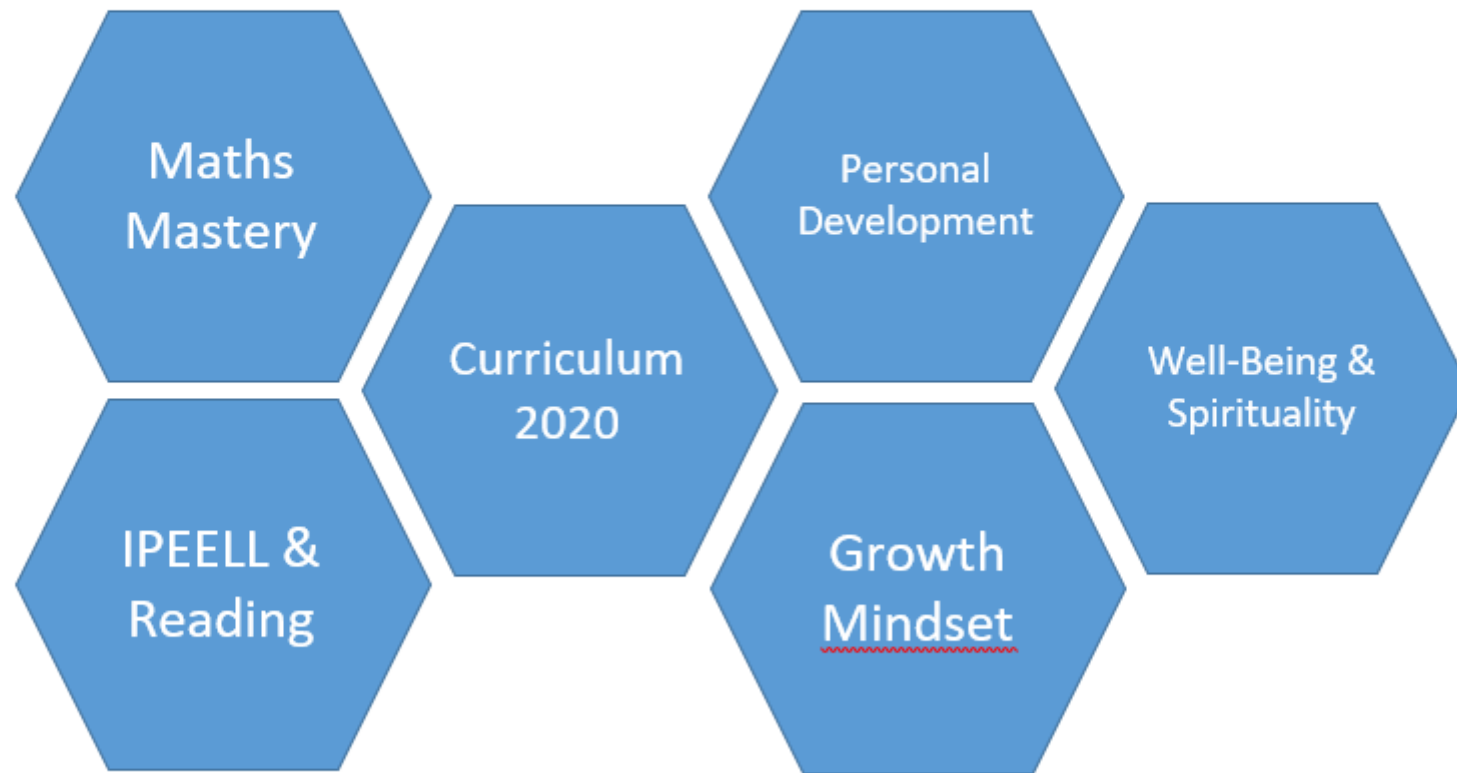 Maths
Mastery
IPEELL &
Reading
Curriculum
2020
Personal
Development
Growth
Mindset
Well-Being &
Spirituality